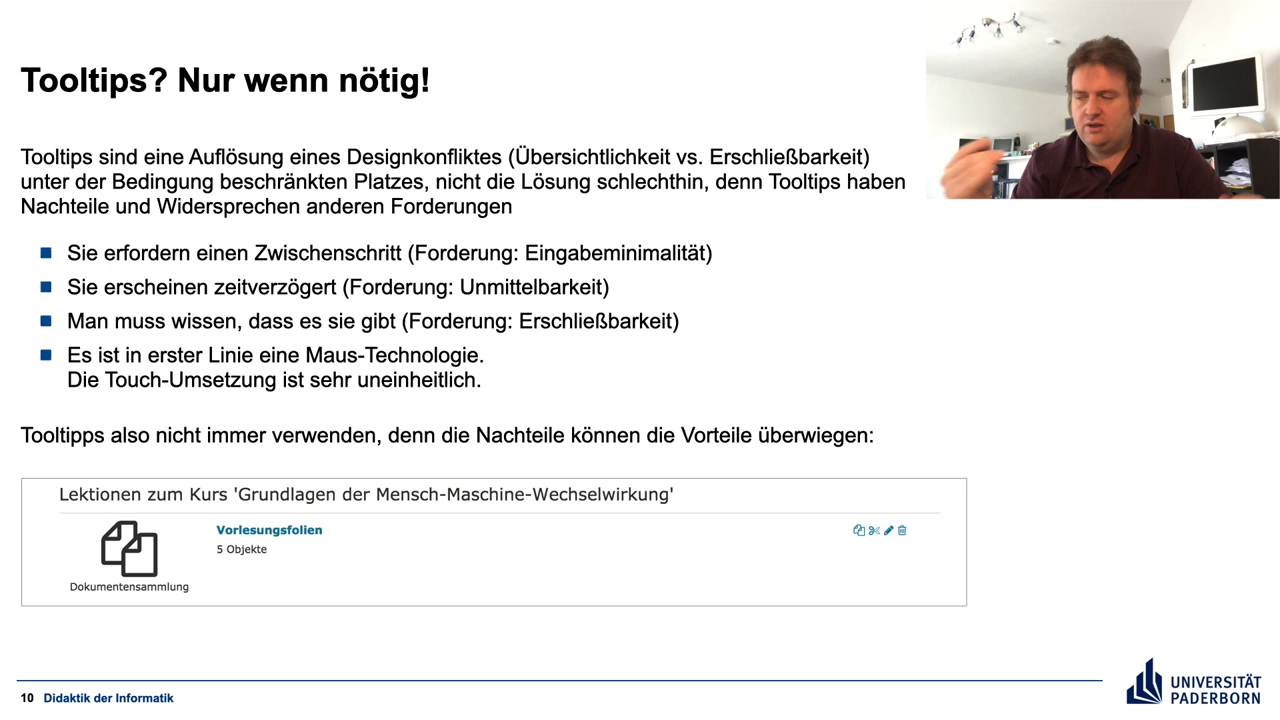 Tooltips? Nur wenn nötig!
Tooltips sind eine Auflösung eines Designkonfliktes (Übersichtlichkeit vs. Erschließbarkeit)
unter der Bedingung beschränkten Platzes, nicht die Lösung schlechthin, denn Tooltips haben
Nachteile und Widersprechen anderen Forderungen
Sie erfordern einen Zwischenschritt (Forderung: Eingabeminimalität)
Sie erscheinen zeitverzögert (Forderung: Unmittelbarkeit)
Man muss wissen, dass es sie gibt (Forderung: Erschließbarkeit)
Es ist in erster Linie eine Maus-Technologie.
Die Touch-Umsetzung ist sehr uneinheitlich.
Tooltipps also nicht immer verwenden, denn die Nachteile können die Vorteile überwiegen:
Lektionen zum Kurs 'Grundlagen der Mensch-Maschine-Wechselwirkung'
Vorlesungsfolien
5 Objekte
Dokumentensammlung
10 Didaktik der Informatik
UNIVERSITÄT
PADERBORN